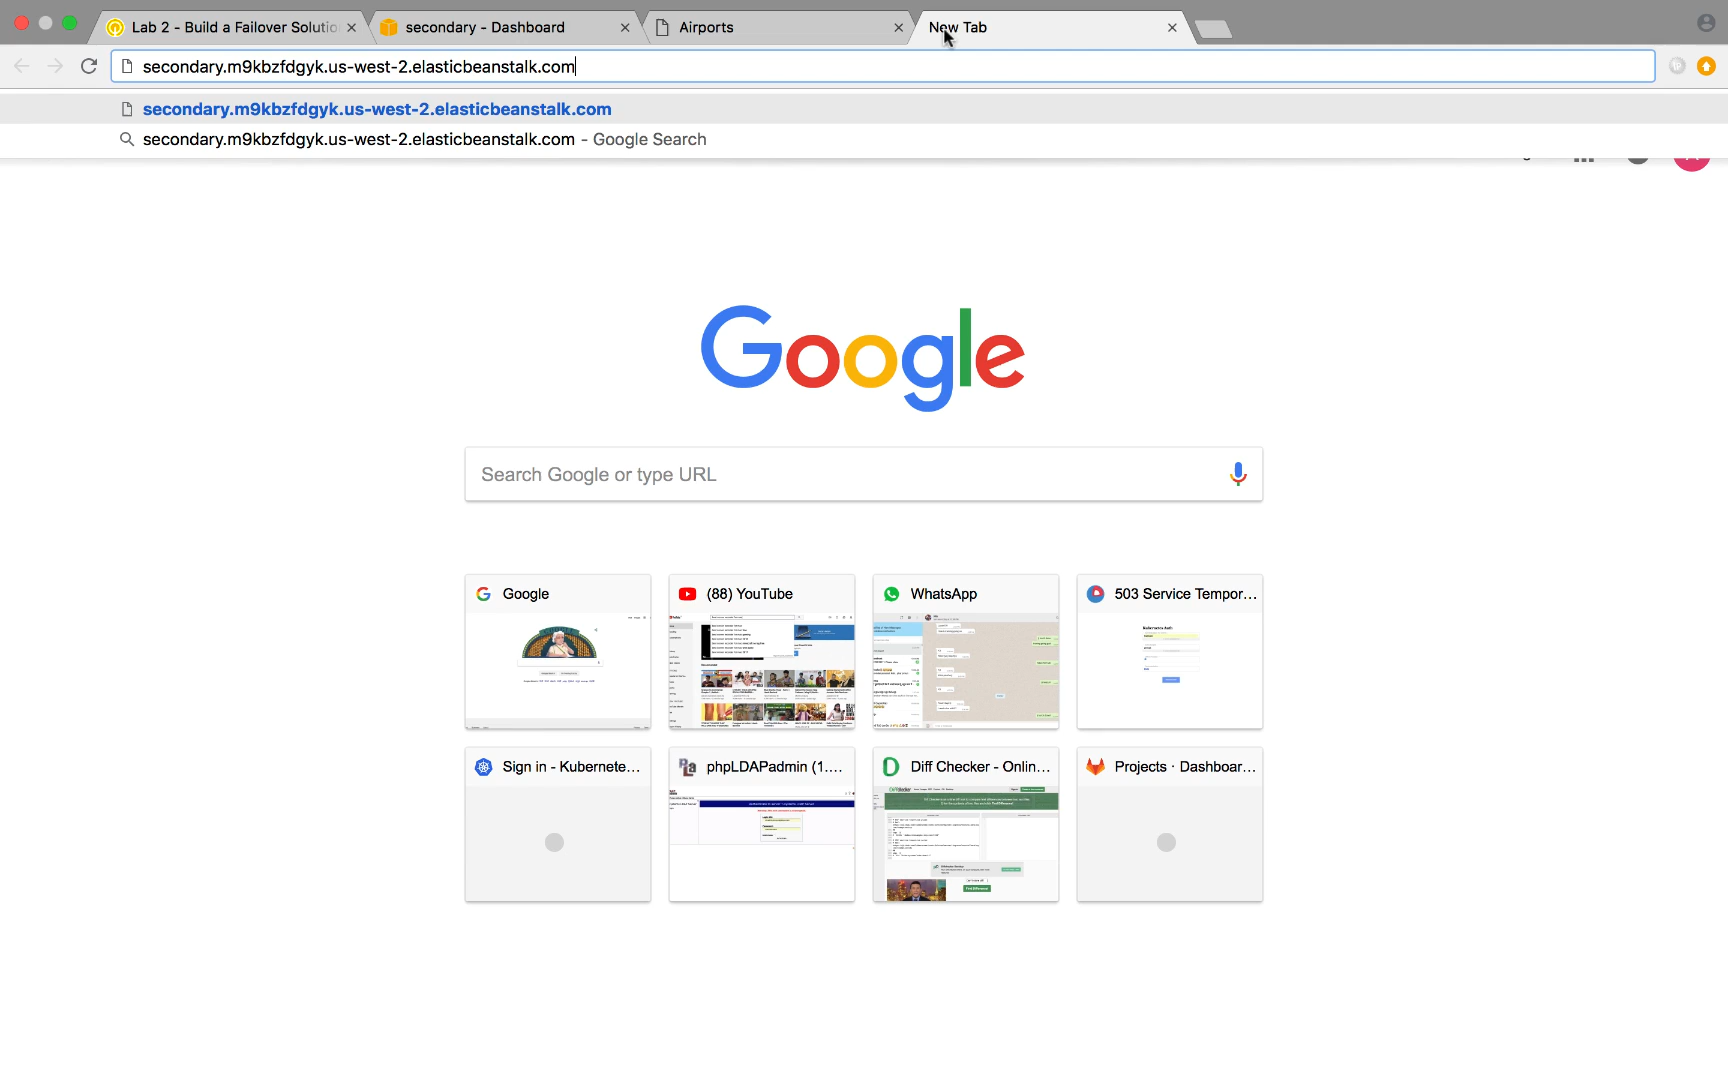 Lab 2 - Build a Failover Solutio
secondary - Dashboard
Airports
New Tab
secondary.m9kbzfdgyk.us-west-2.elasticbeanstalk.com
secondary.m9kbzfdgyk.us-west-2.elasticbeanstalk.com
secondary.m9kbzfdgyk.us-west-2.elasticbeanstalk.com - Google Search
Google
Search Google or type URL
Google
(88) YouTube
WhatsApp
503 Service Tempor...
Sign in - Kubernete...
phpLDAPadmin (1....
Diff Checker - Onlin...
Projects · Dashboar...